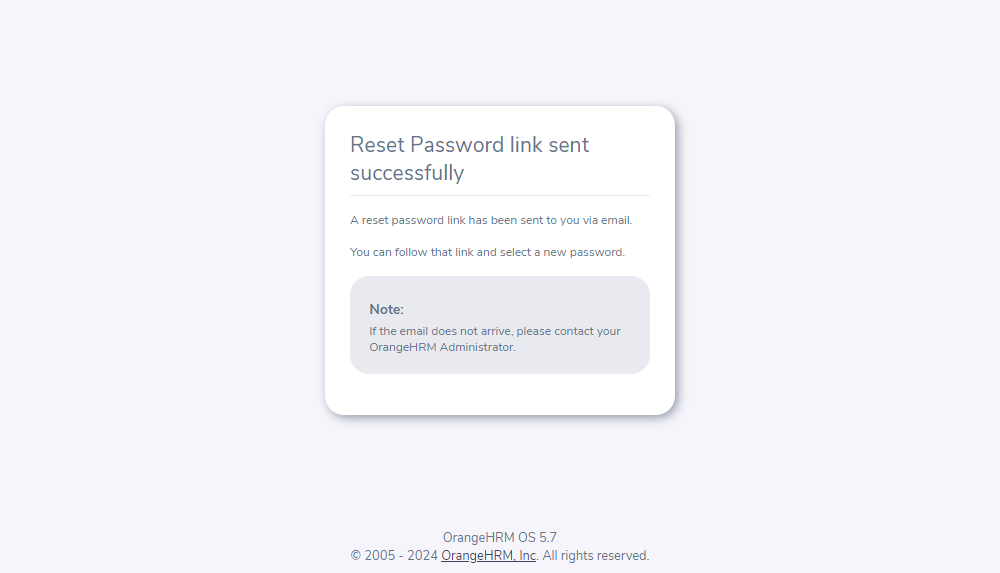 Reset Password link sent
successfully
A reset password link has been sent to you via email.
You can follow that link and select a new password.
Note:
If the email does not arrive, please contact your
OrangeHRM Administrator.
OrangeHRM OS 5.7
© 2005 - 2024 OrangeHRM, Inc. All rights reserved.